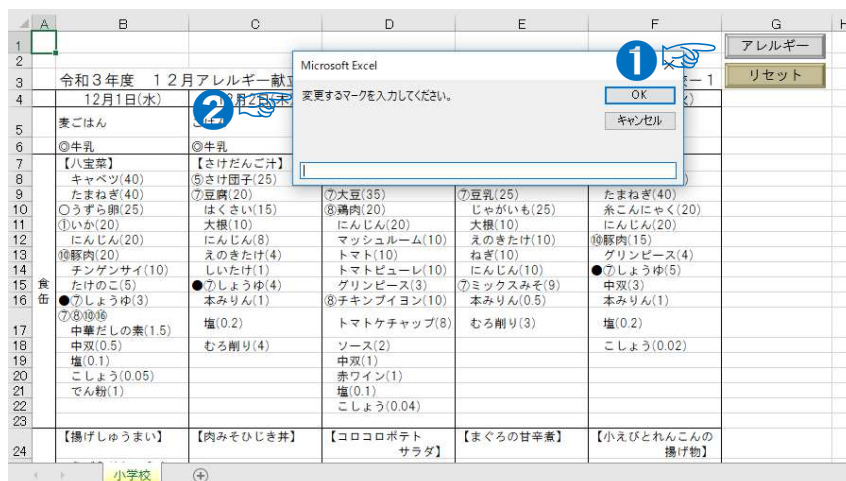 A B C D E F G H
1 アレルギー
2 Microsoft Excel ❶
3 令和３年度 １２月アレルギー献立 ー１ リセット
4 12月1日(水) 12月2日(木) 変更するマークを入力してください。 OK
❷ キャンセル
5 麦ごはん ごはん
6 ◎牛乳 ◎牛乳
7 【八宝菜】 【さけだんご汁】
8 キャベツ(40) ⑤さけ団子(25)
9 たまねぎ(40) ⑦豆腐(20) ⑦大豆(35) ⑦豆乳(25) たまねぎ(40)
10 〇うずら卵(25) はくさい(15) ⑧鶏肉(20) じゃがいも(25) 糸こんにゃく(20)
11 ①いか(20) 大根(10) にんじん(20) 大根(10) にんじん(20)
12 にんじん(20) にんじん(8) マッシュルーム(10) えのきたけ(10) ⑩豚肉(15)
13 ⑩豚肉(20) えのきたけ(4) トマト(10) ねぎ(10) グリンピース(4)
14 チンゲンサイ(10) しいたけ(1) トマトピューレ(10) にんじん(10) ●⑦しょうゆ(5)
15 食 たけのこ(5) ●⑦しょうゆ(4) グリンピース(3) ⑦ミックスみそ(9) 中双(3)
16 缶 ●⑦しょうゆ(3) 本みりん(1) ⑧チキンブイヨン(10) 本みりん(0.5) 本みりん(1)
⑦⑧⑩⑯
17 中華だしの素(1.5) 塩(0.2) トマトケチャップ(8) むろ削り(3) 塩(0.2)
18 中双(0.5) むろ削り(4) ソース(2) こしょう(0.02)
19 塩(0.1) 中双(1)
20 こしょう(0.05) 赤ワイン(1)
21 でん粉(1) 塩(0.1)
22 こしょう(0.04)
23
【揚げしゅうまい】 【肉みそひじき丼】 【コロコロポテト 【まぐろの甘辛煮】 【小えびとれんこんの
24 サラダ】 揚げ物】
小学校